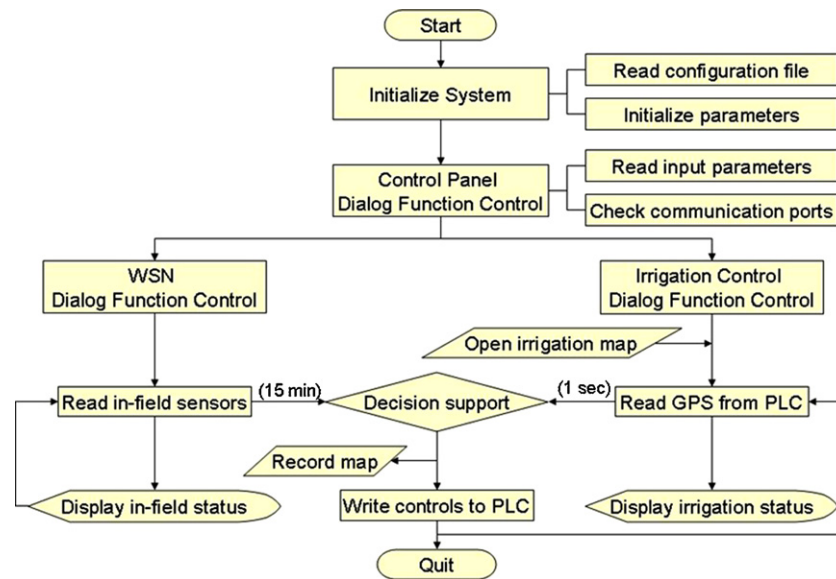 Start
Initialize System
Read configuration file
Initialize parameters
Control Panel
Dialog Function Control
Read input parameters
Check communication ports
WSN
Dialog Function Control
Irrigation Control
Dialog Function Control
Open irrigation map
Read in-field sensors
(15 min)
Decision support
(1 sec)
Read GPS from PLC
Record map
Display in-field status
Write controls to PLC
Display irrigation status
Quit